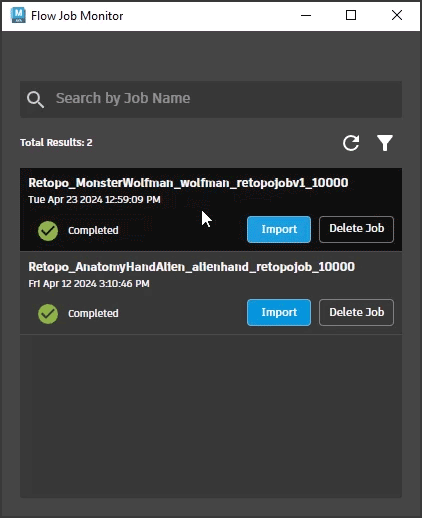 Flow Job Monitor
Search by Job Name
Total Results: 2
Retopo_MonsterWolfman_wolfman_retopojobv1_10000
Tue Apr 23 2024 12:59:09 PM
Completed
Import
Delete Job
Retopo_AnatomyHandAlien_alienhand_retopojob_10000
Fri Apr 12 2024 3:10:46 PM
Completed
Import
Delete Job